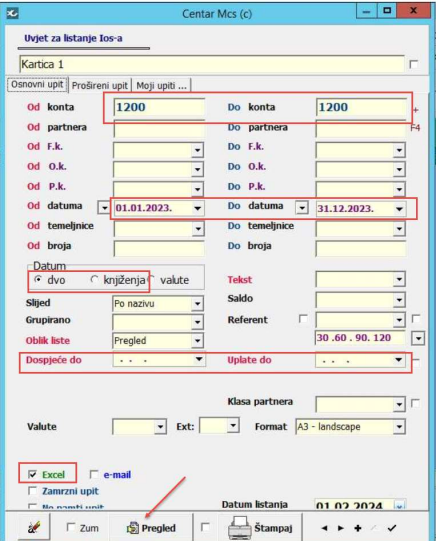 Centar Mcs (c)
Uvjet za listanje Ios-a
Kartica 1
Osnovni upit Prošireni upit Moji upiti ...
Od konta 1200 Do konta 1200 +
Od partnera Do partnera F4
Od F.k. Do F.k.
Od O.k. Do O.k.
Od P.k. Do P.k.
Od datuma 01.01.2023. Do datuma 31.12.2023.
Od temeljnice Do temeljnice
Od broja Do broja
Datum
dvo knjiženja valute Tekst
Slijed Po nazivu Saldo
Grupirano Referent
Oblik liste Pregled 30 .60 . 90. 120
Dospjeće do . . . Uplate do . . .
Klasa partnera
Valute Ext: Format A3 - landscape
Excel e-mail
Zamrzni upit
Ne pamti upit Datum listanja 01.02.2024
Zum Pregled Štampaj